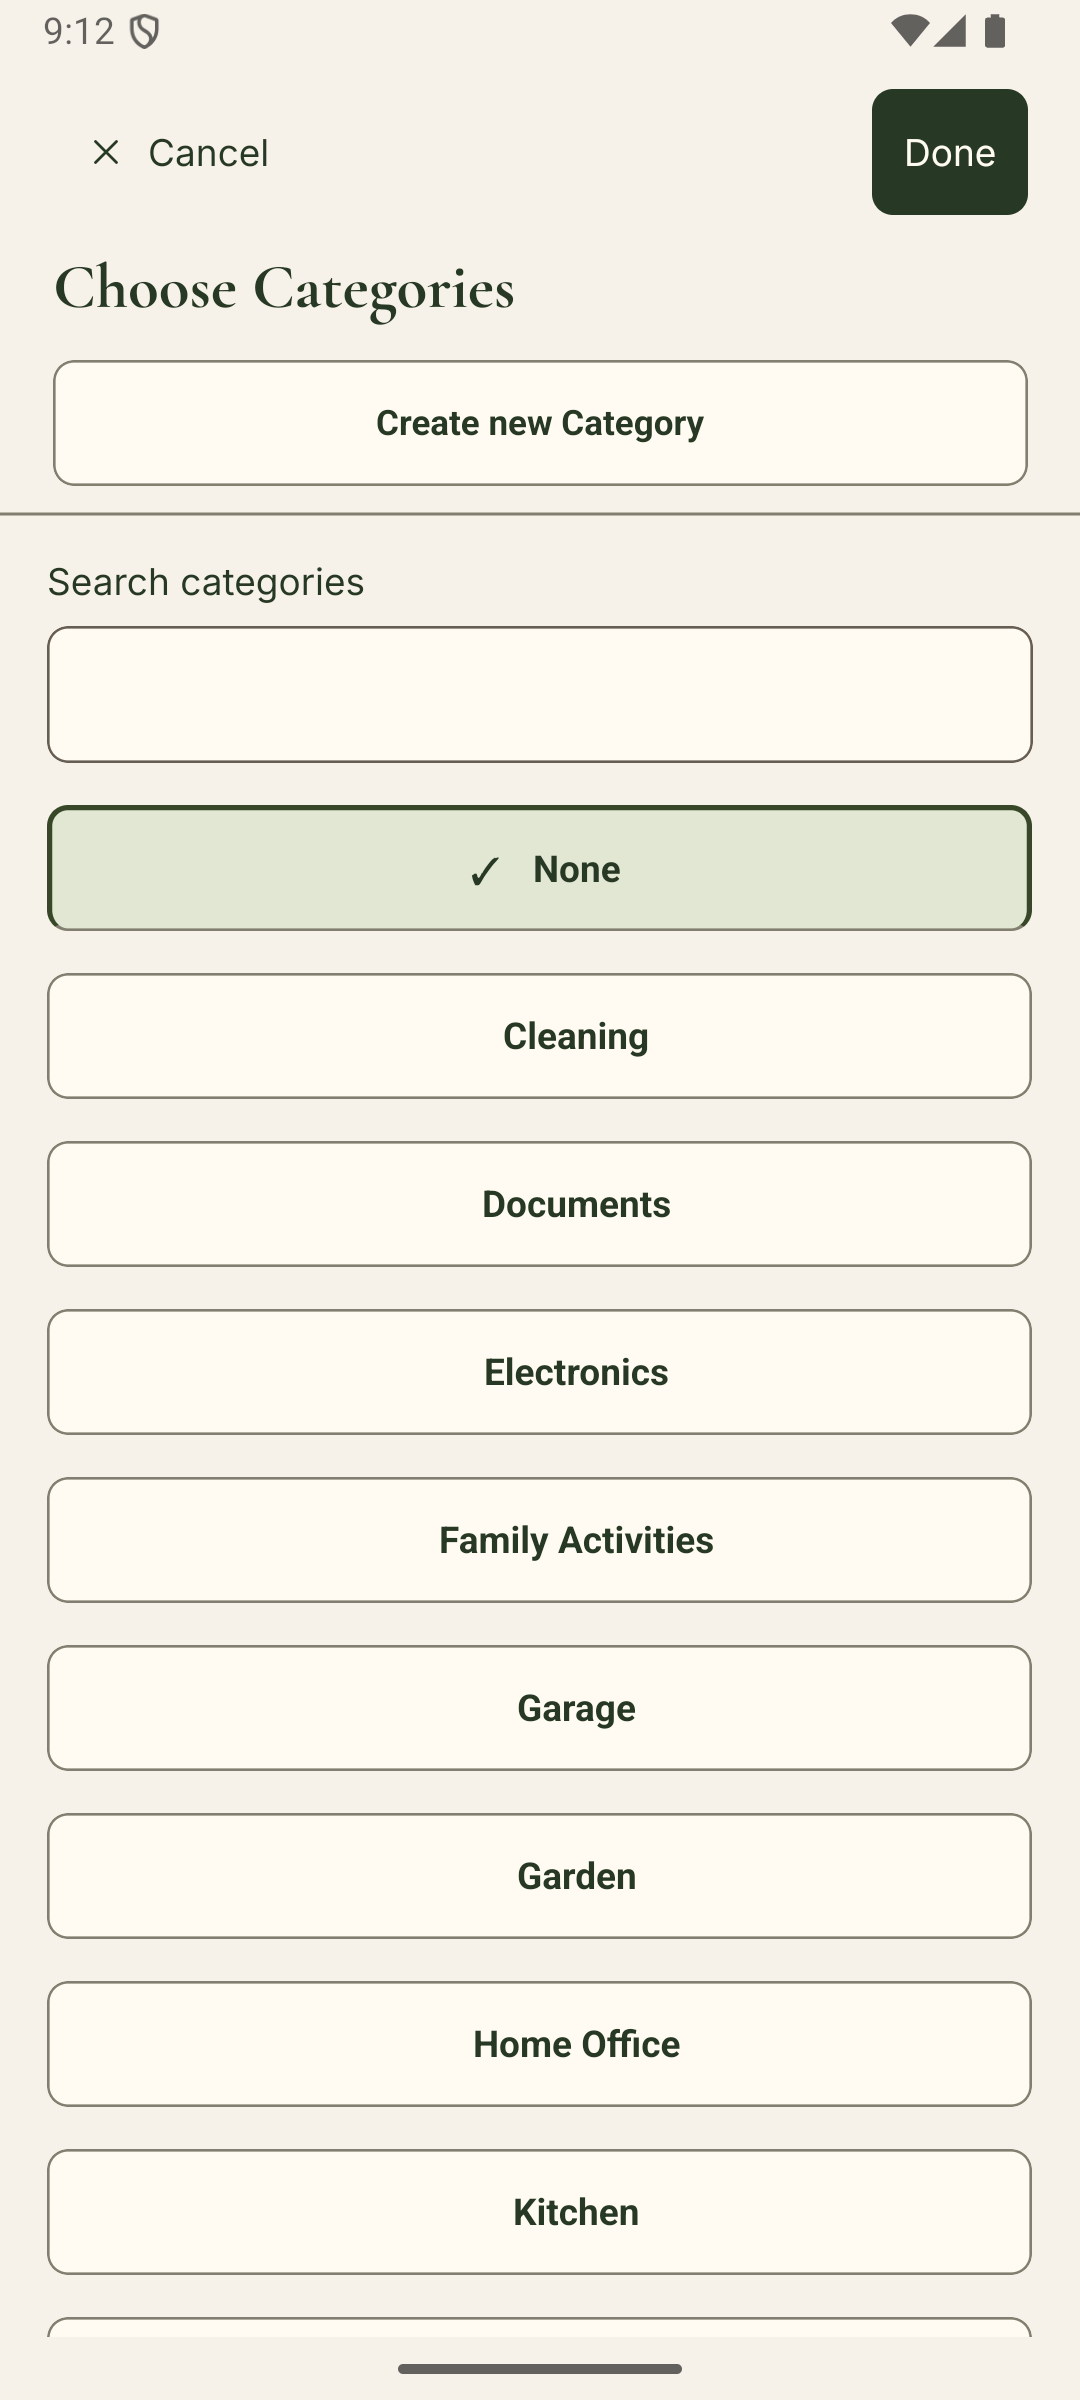 9:12
Cancel
Done
Choose Categories
Create new Category
Search categories
✓ None
Cleaning
Documents
Electronics
Family Activities
Garage
Garden
Home Office
Kitchen